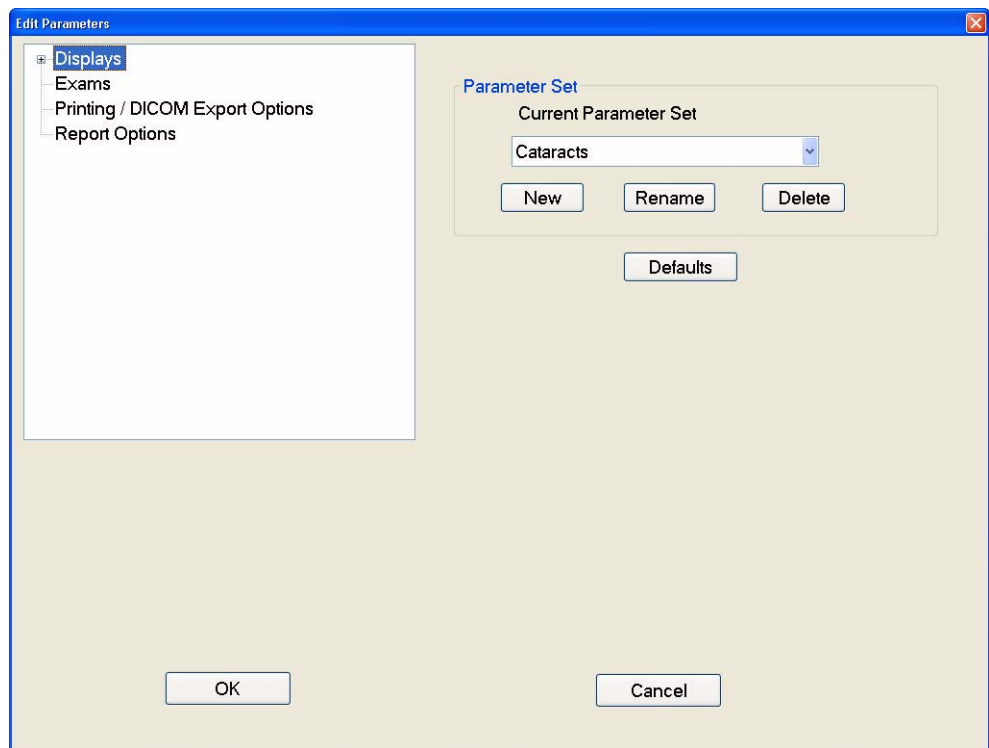 Edit Parameters
Displays
Exams
Printing / DICOM Export Options
Report Options
Parameter Set
Current Parameter Set
Cataracts
New Rename Delete
Defaults
OK Cancel